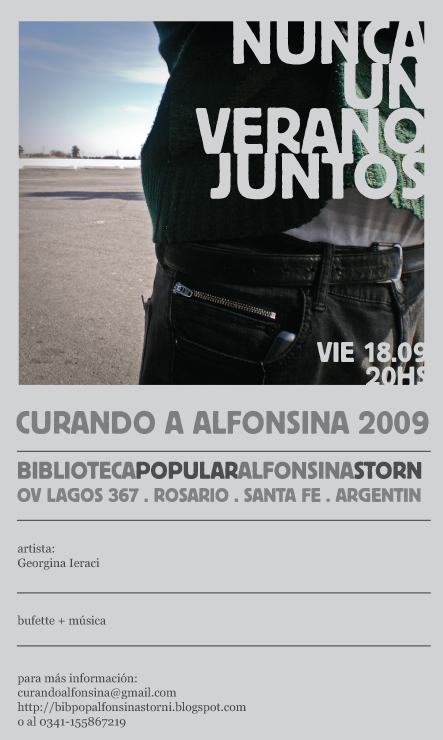 NUNCA
UN
VERANO
JUNTOS
VIE 18.09
20HS
CURANDO A ALFONSINA 2009
BIBLIOTECAPOPULARALFONSINASTORN
OV LAGOS 367 . ROSARIO . SANTA FE . ARGENTIN
artista:
Georgina Ieraci
bufette + música
para más información:
curandoalfonsina@gmail.com
http://bibpopalfonsinastorni.blogspot.com
o al 0341-155867219